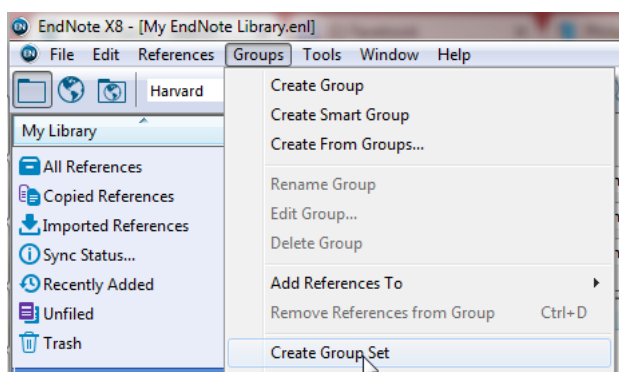 EndNote X8 - [My EndNote Library.enl]
File Edit References Groups Tools Window Help
Harvard
Create Group
Create Smart Group
Create From Groups...
Rename Group
Edit Group...
Delete Group
Add References To
Remove References from Group Ctrl+D
Create Group Set
My Library
All References
Copied References
Imported References
Sync Status...
Recently Added
Unfiled
Trash